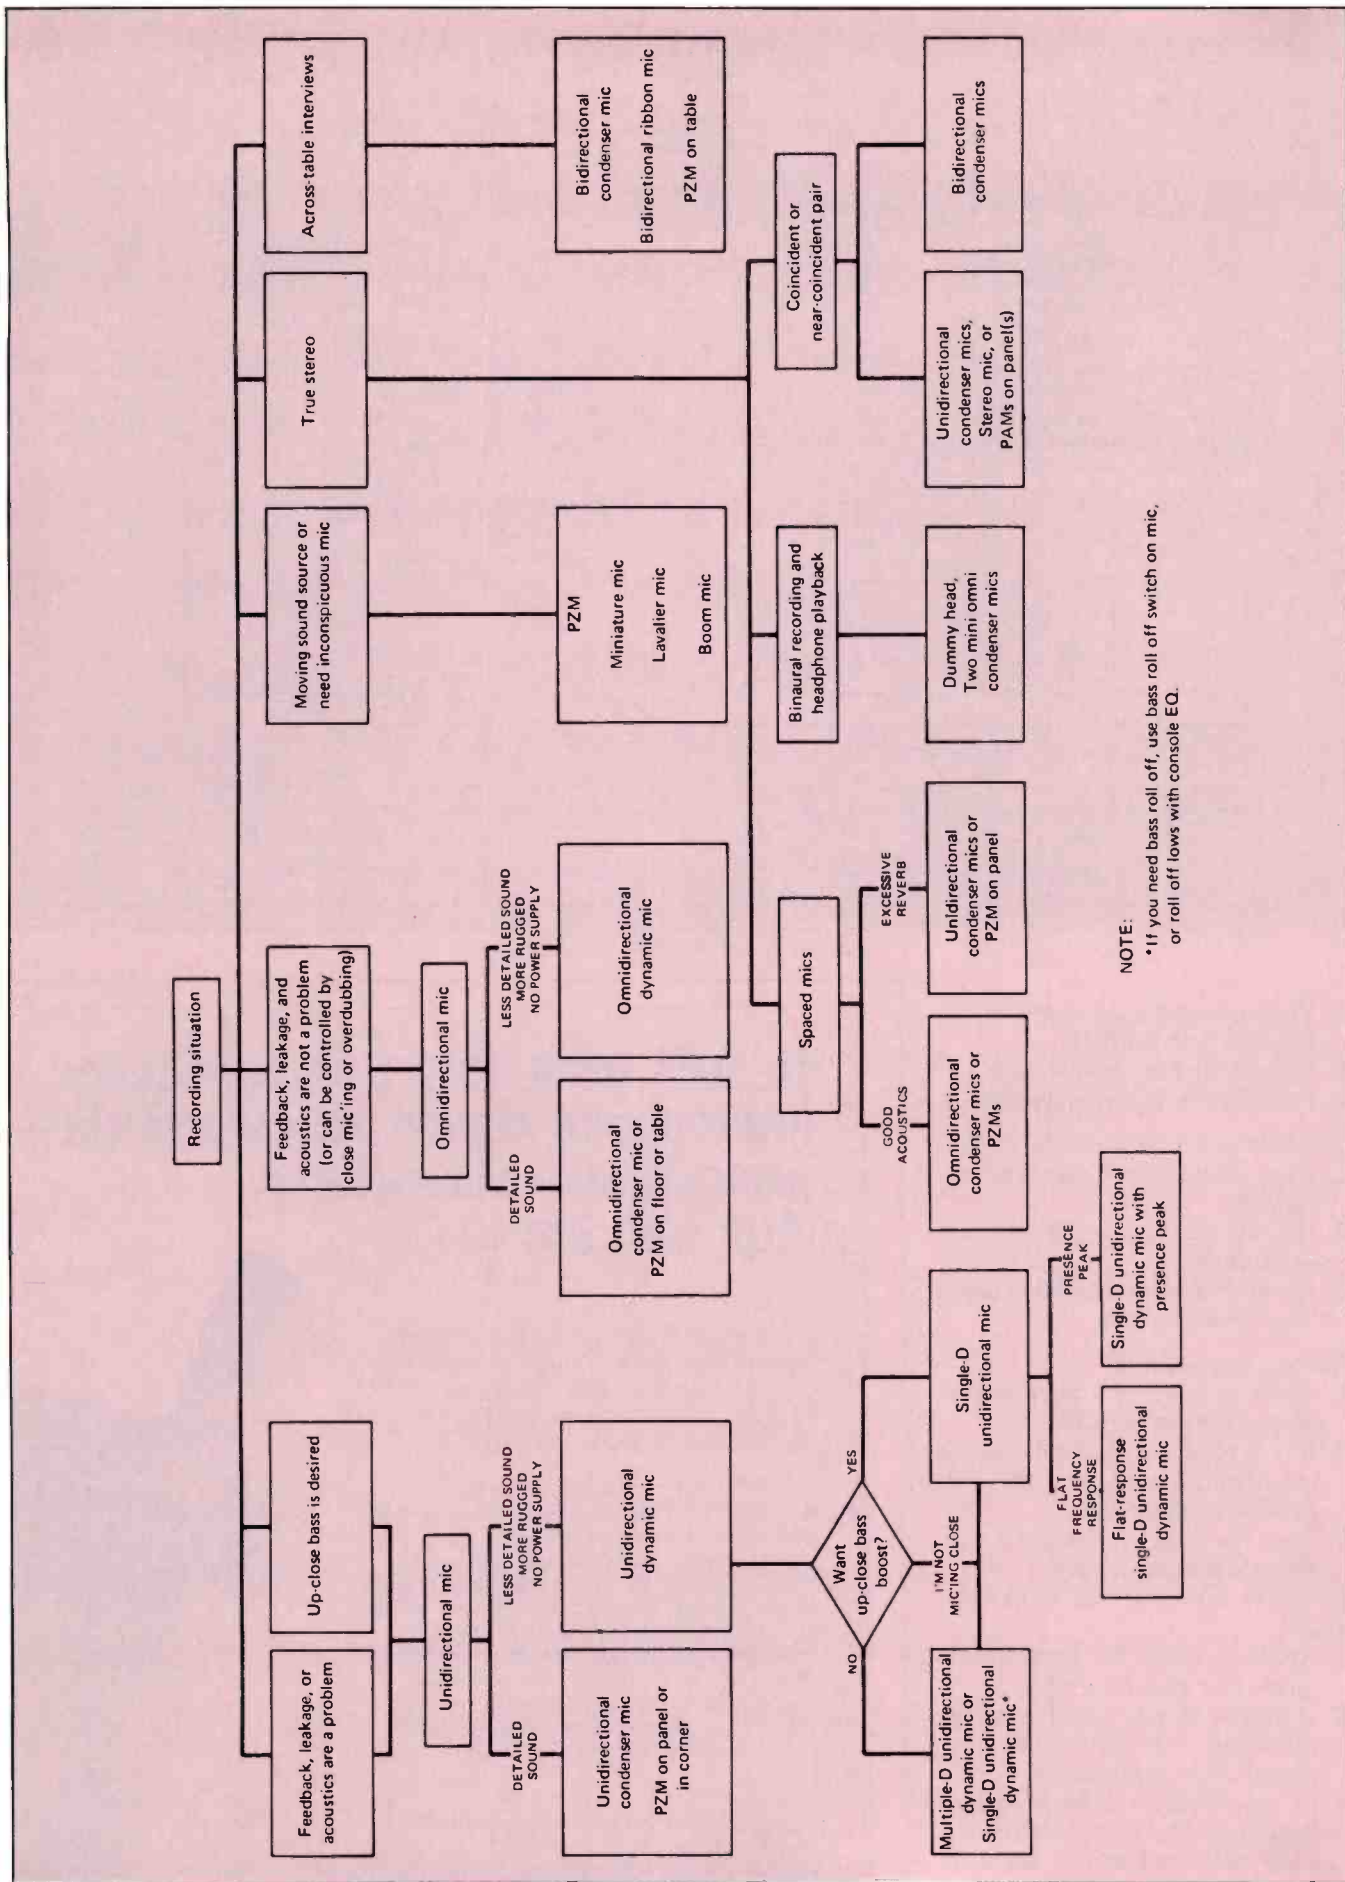 Recording situation
Feedback, leakage, or
acoustics are a problem
Up-close bass is desired
Feedback, leakage, and
acoustics are not a problem
(or can be controlled by
close mic'ing or overdubbing)
Moving sound source or
need inconspicuous mic
True stereo
Across-table interviews
Unidirectional mic
DETAILED
SOUND
LESS DETAILED SOUND
MORE RUGGED
NO POWER SUPPLY
Unidirectional
condenser mic
PZM on panel or
in corner
Unidirectional
dynamic mic
Omnidirectional mic
DETAILED
SOUND
LESS DETAILED SOUND
MORE RUGGED
NO POWER SUPPLY
Omnidirectional
condenser mic or
PZM on floor or table
Omnidirectional
dynamic mic
PZM
Miniature mic
Lavalier mic
Boom mic
Bidirectional
condenser mic
Bidirectional ribbon mic
PZM on table
Want
up-close bass
boost?
NO
YES
I'M NOT
MIC'ING CLOSE
Multiple-D unidirectional
dynamic mic or
Single-D unidirectional
dynamic mic*
Single-D
unidirectional mic
FLAT
FREQUENCY
RESPONSE
PRESENCE
PEAK
Flat-response
single-D unidirectional
dynamic mic
Single-D unidirectional
dynamic mic with
presence peak
Spaced mics
GOOD
ACOUSTICS
EXCESSIVE
REVERB
Omnidirectional
condenser mics or
PZMs
Unidirectional
condenser mics or
PZM on panel
Binaural recording and
headphone playback
Dummy head,
Two mini omni
condenser mics
Coincident or
near-coincident pair
Unidirectional
condenser mics,
Stereo mic, or
PAMs on panel(s)
Bidirectional
condenser mics
NOTE:
*If you need bass roll off, use bass roll off switch on mic,
or roll off lows with console EQ.